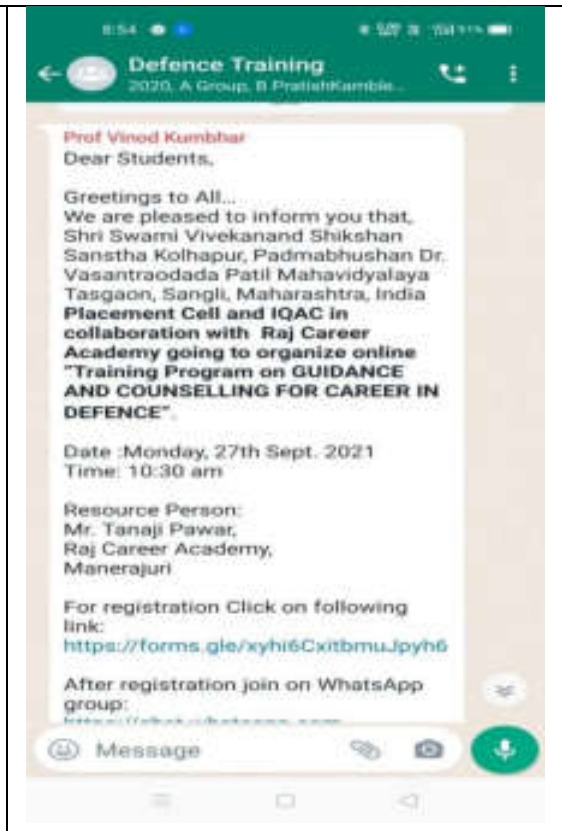 8:54
Defence Training
2020, A Group, B PratishKamble...
Prof Vinod Kumbhar
Dear Students,
Greetings to All...
We are pleased to inform you that,
Shri Swami Vivekanand Shikshan
Sanstha Kolhapur, Padmabhushan Dr.
Vasantraodada Patil Mahavidyalaya
Tasgaon, Sangli, Maharashtra, India
Placement Cell and IQAC in
collaboration with Raj Career
Academy going to organize online
"Training Program on GUIDANCE
AND COUNSELLING FOR CAREER IN
DEFENCE".
Date :Monday, 27th Sept. 2021
Time: 10:30 am
Resource Person:
Mr. Tanaji Pawar,
Raj Career Academy,
Manerajuri
For registration Click on following
link:
https://forms.gle/xyhi6CxitbmuJpyh6
After registration join on WhatsApp
group:
Message